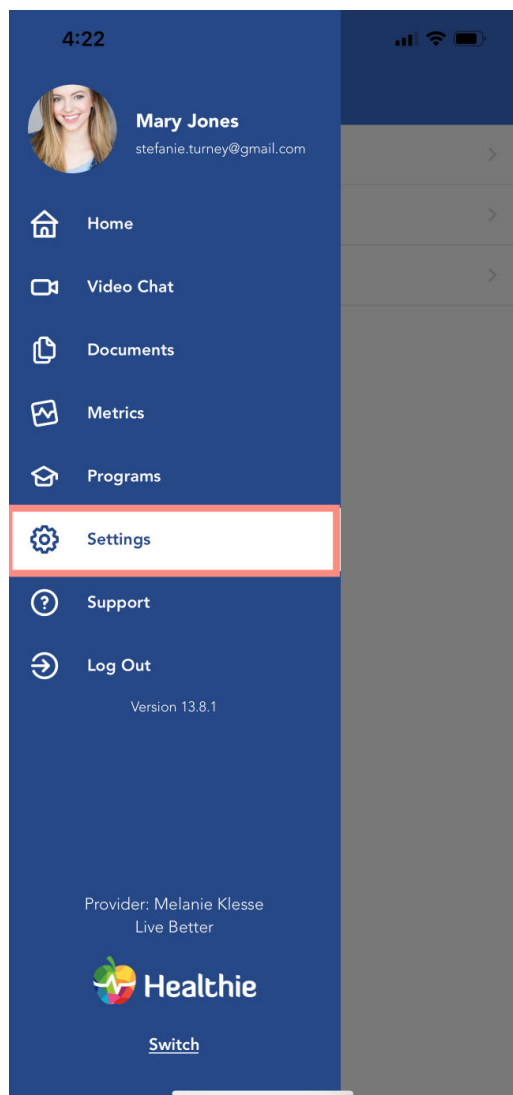 4:22
Mary Jones
stefanie.turney@gmail.com
Home
Video Chat
Documents
Metrics
Programs
Settings
Support
Log Out
Version 13.8.1
Provider: Melanie Klesse
Live Better
Healthie
Switch